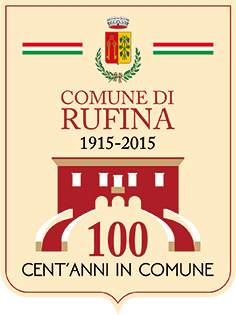 COMUNE DI
RUFINA
1915-2015
100
CENT'ANNI IN COMUNE